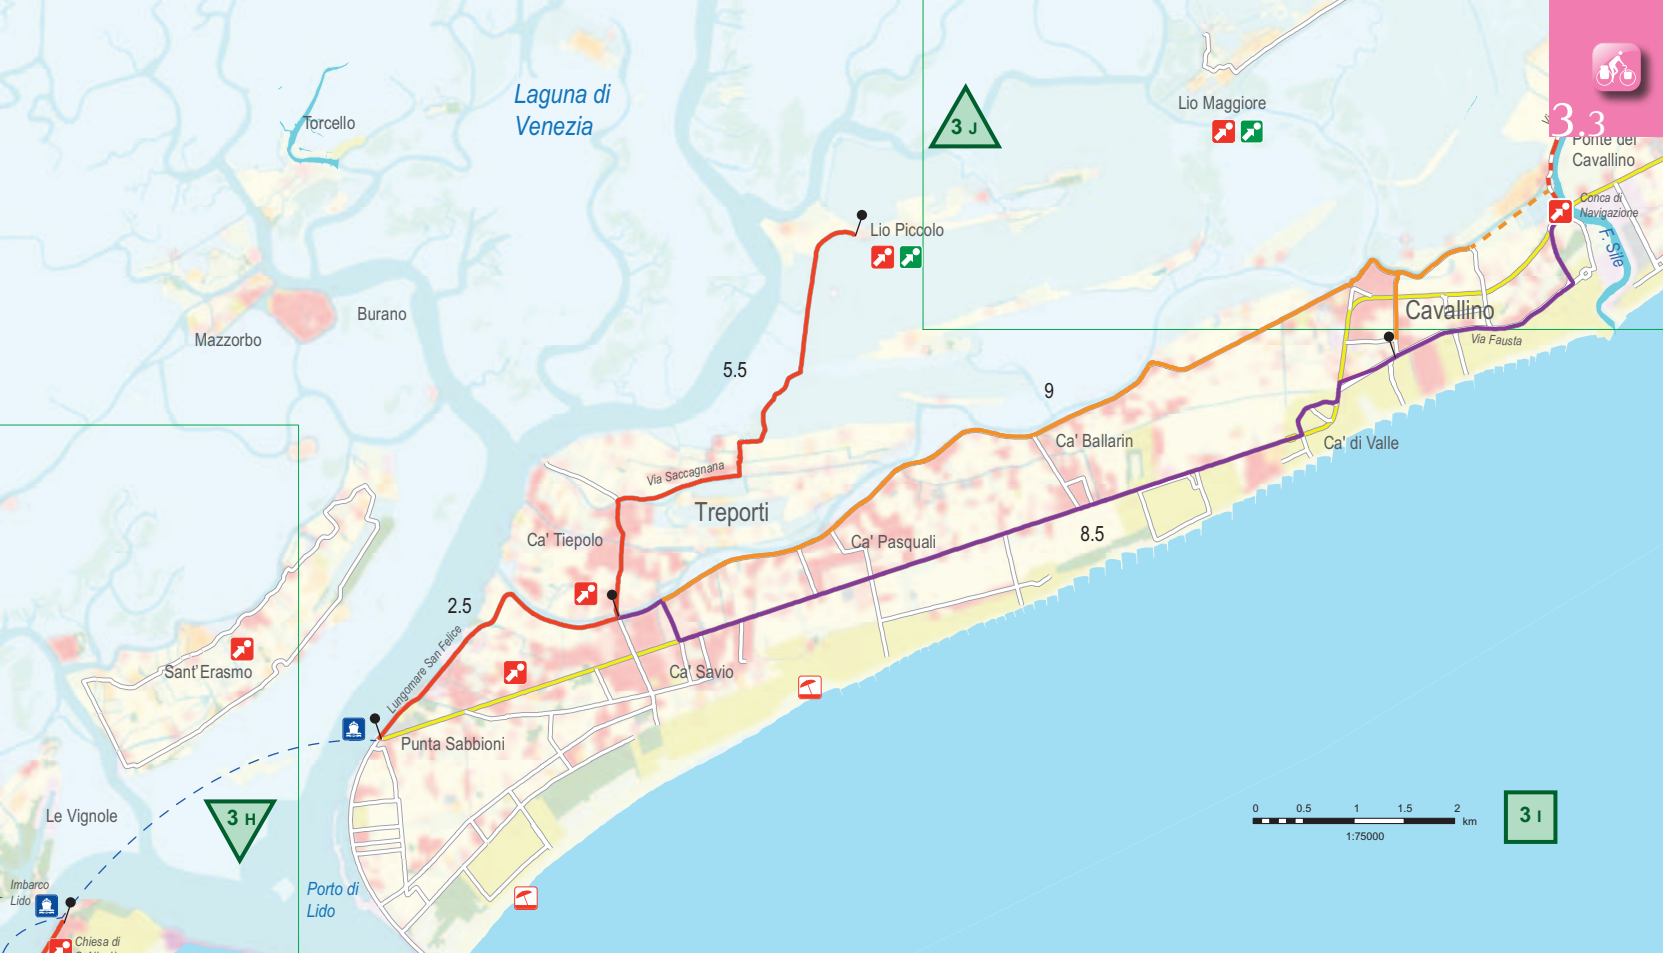 3.3
Laguna di
Venezia
Torcello
3 J
Lio Maggiore
Ponte del
Cavallino
Conca di
Navigazione
F. Sile
Lio Piccolo
Burano
Mazzorbo
Cavallino
Via Fausta
5.5
9
Ca' Ballarin
Ca' di Valle
Via Saccagnana
Treporti
Ca' Tiepolo
Ca' Pasquali
8.5
2.5
Lungomare San Felice
Sant'Erasmo
Ca' Savio
Punta Sabbioni
Le Vignole
3 H
0 0.5 1 1.5 2
km
1:75000
3 I
Imbarco
Lido
Porto di
Lido
Chiesa di